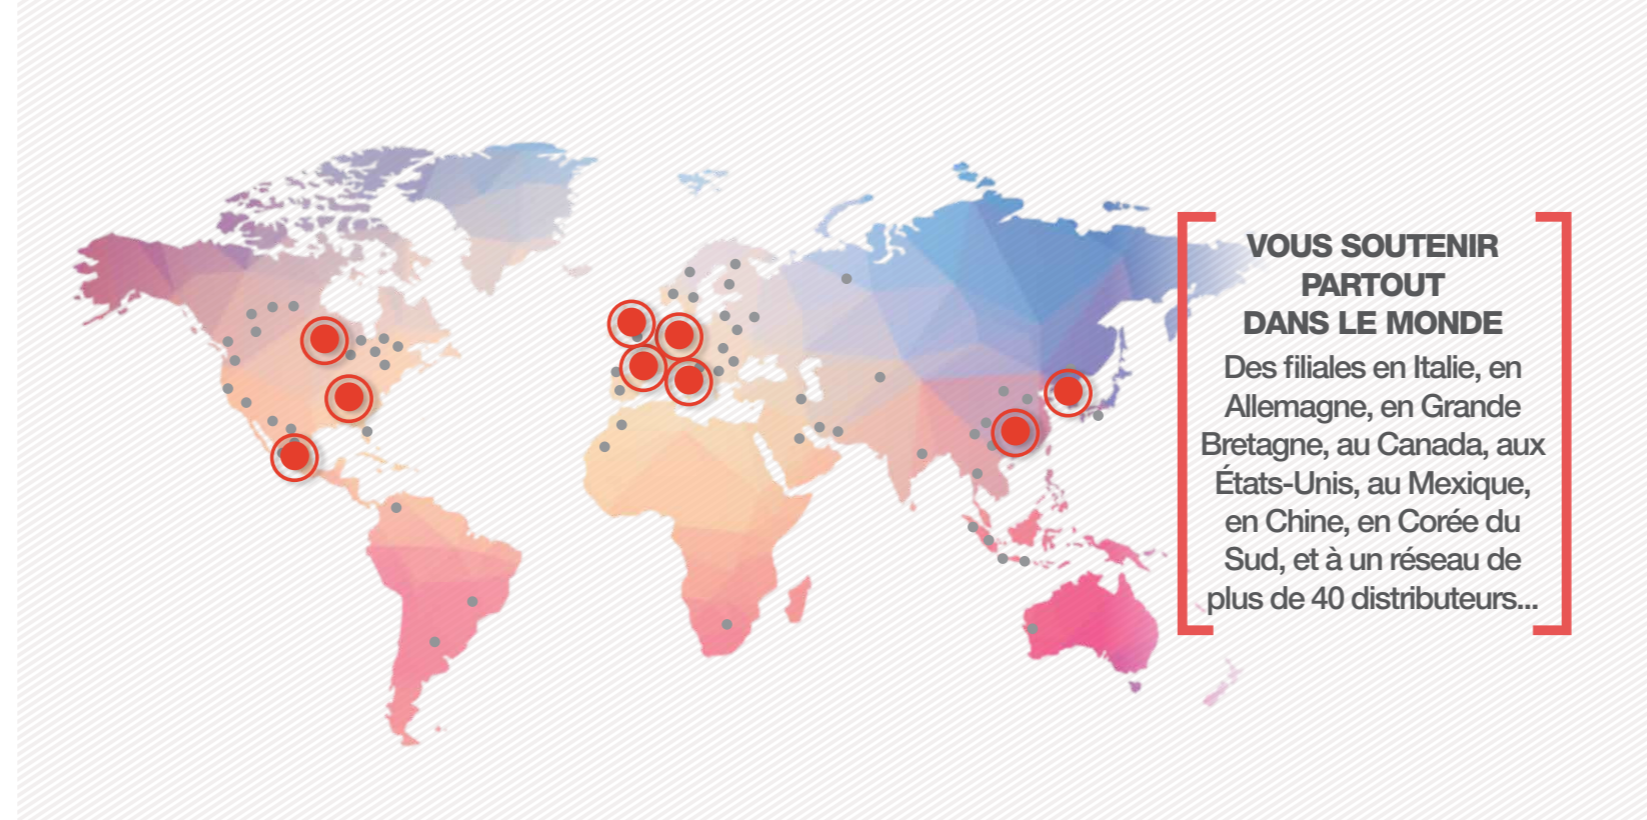 VOUS SOUTENIR
PARTOUT
DANS LE MONDE
Des filiales en Italie, en
Allemagne, en Grande
Bretagne, au Canada, aux
États-Unis, au Mexique,
en Chine, en Corée du
Sud, et à un réseau de
plus de 40 distributeurs...